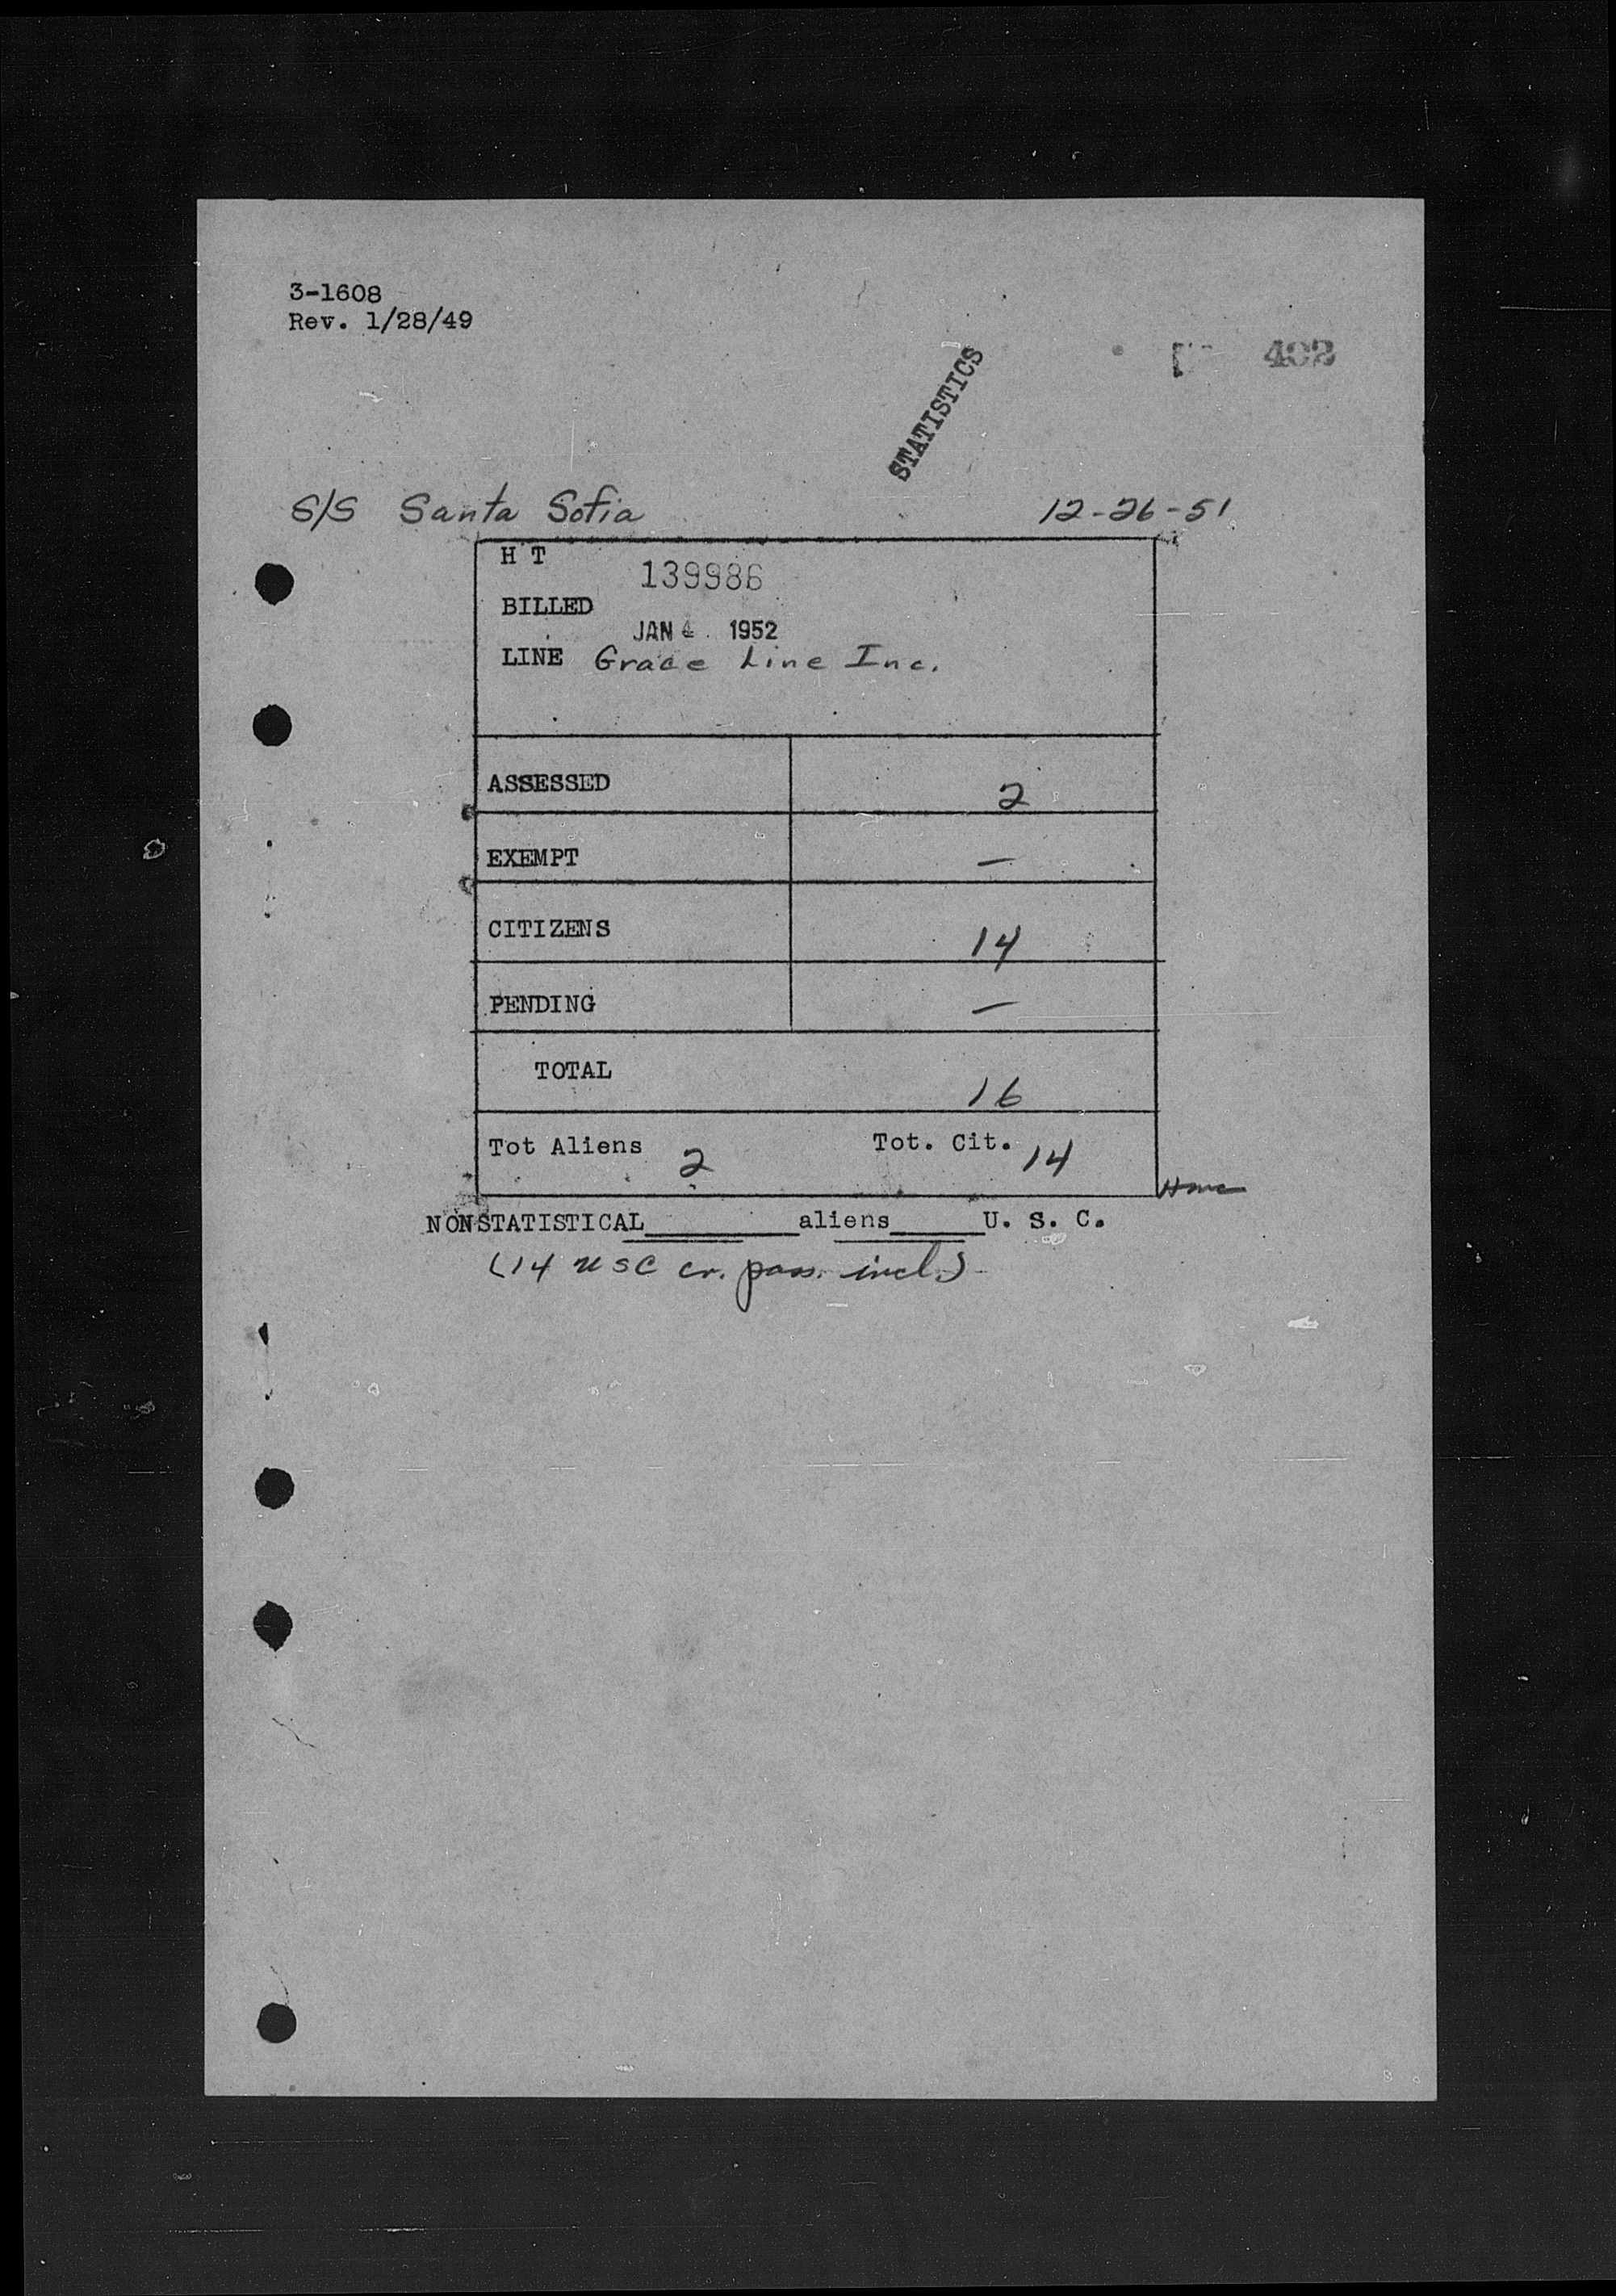 3-1608
Rev. 1/28/49
402
STATISTICS
S/S Santa Sofia 12-26-51
H T 139986
BILLED
JAN 4 1952
LINE Grace Line Inc.
ASSESSED 2
EXEMPT —
CITIZENS 14
PENDING —
TOTAL 16
Tot Aliens 2 Tot. Cit. 14
NONSTATISTICAL______aliens____U. S. C.
(14 USC cr. pass. incl.)